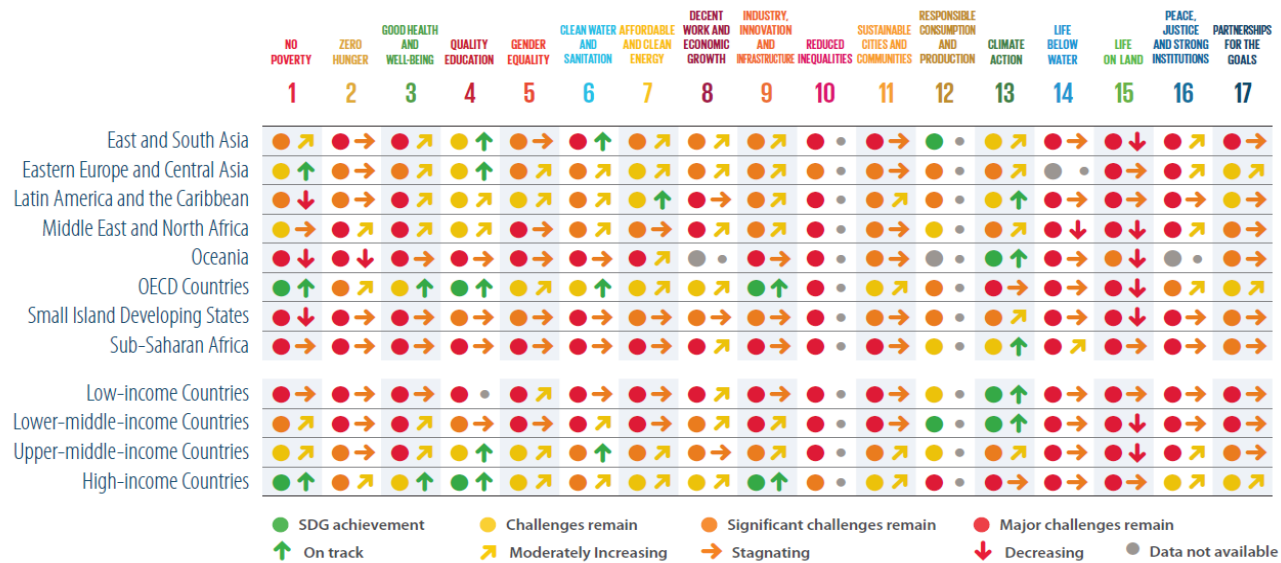 NO POVERTY
ZERO HUNGER
GOOD HEALTH AND WELL-BEING
QUALITY EDUCATION
GENDER EQUALITY
CLEAN WATER AND SANITATION
AFFORDABLE AND CLEAN ENERGY
DECENT WORK AND ECONOMIC GROWTH
INDUSTRY, INNOVATION AND INFRASTRUCTURE
REDUCED INEQUALITIES
SUSTAINABLE CITIES AND COMMUNITIES
RESPONSIBLE CONSUMPTION AND PRODUCTION
CLIMATE ACTION
LIFE BELOW WATER
LIFE ON LAND
PEACE, JUSTICE AND STRONG INSTITUTIONS
PARTNERSHIPS FOR THE GOALS
1 2 3 4 5 6 7 8 9 10 11 12 13 14 15 16 17
East and South Asia
Eastern Europe and Central Asia
Latin America and the Caribbean
Middle East and North Africa
Oceania
OECD Countries
Small Island Developing States
Sub-Saharan Africa
Low-income Countries
Lower-middle-income Countries
Upper-middle-income Countries
High-income Countries
SDG achievement Challenges remain Significant challenges remain Major challenges remain
On track Moderately Increasing Stagnating Decreasing Data not available